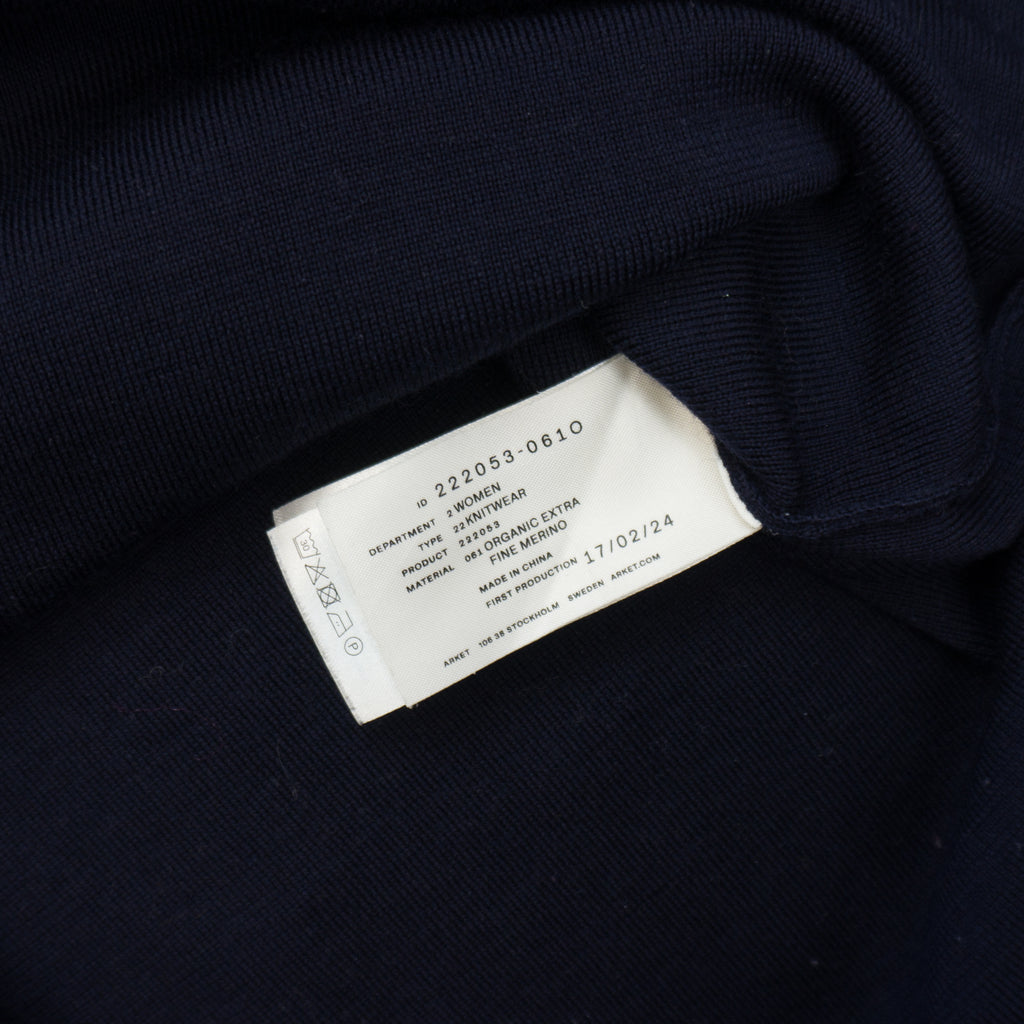 ID 222053-0610
DEPARTMENT 2 WOMEN
TYPE 22 KNITWEAR
PRODUCT 222053
MATERIAL 061 ORGANIC EXTRA
FINE MERINO
MADE IN CHINA
FIRST PRODUCTION 17/02/24
ARKET 106 38 STOCKHOLM SWEDEN ARKET.COM
30
P